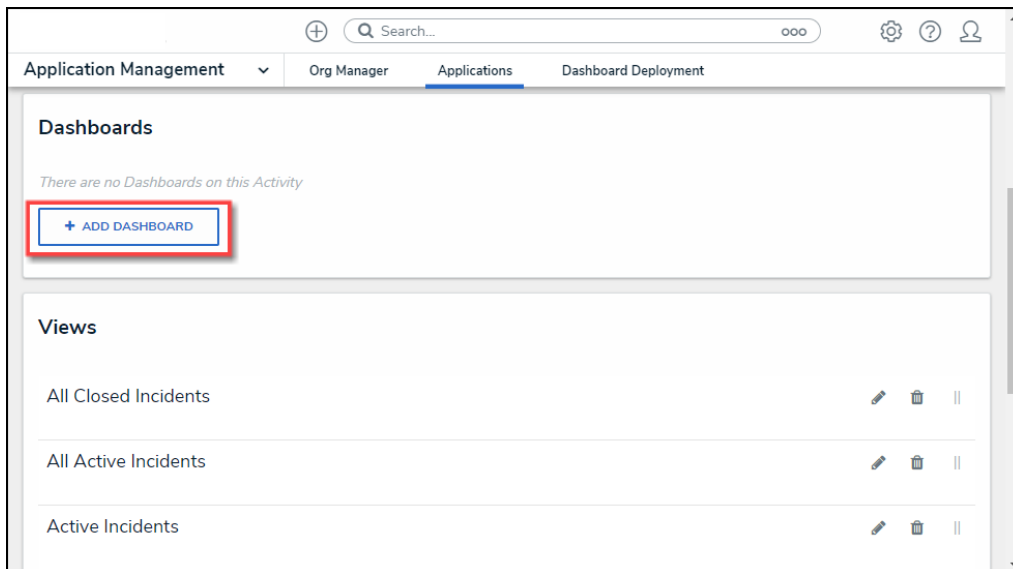 Search...
Application Management Org Manager Applications Dashboard Deployment
Dashboards
There are no Dashboards on this Activity
+ ADD DASHBOARD
Views
All Closed Incidents
All Active Incidents
Active Incidents